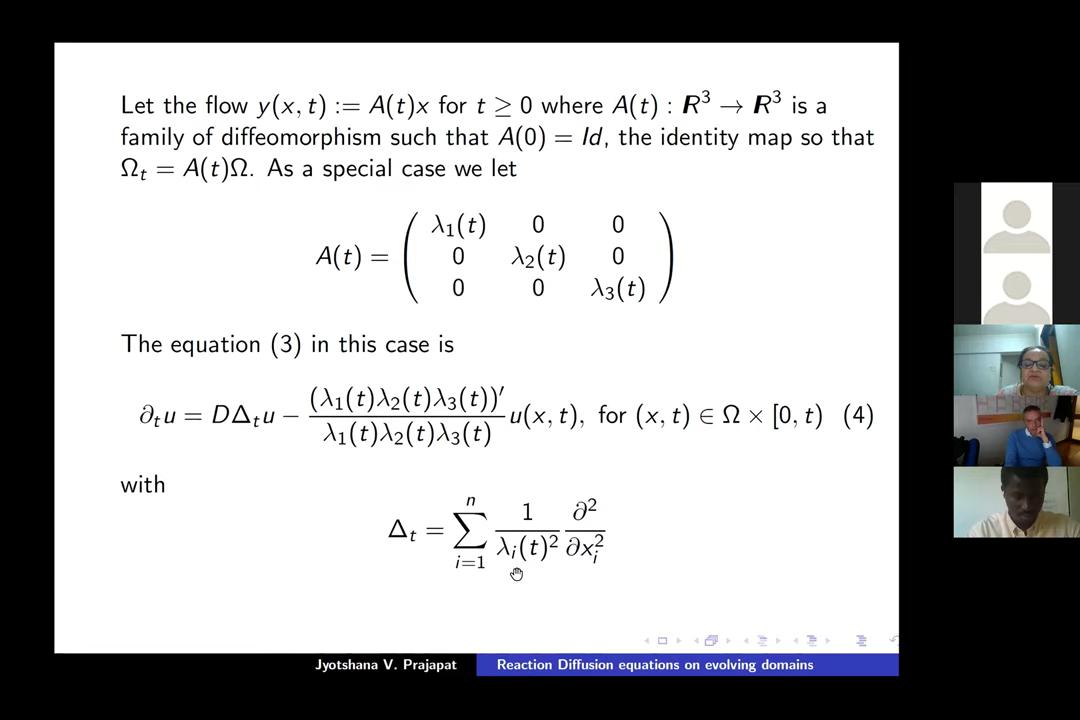 Let the flow y(x, t) := A(t)x for t ≥ 0 where A(t) : R³ → R³ is a
family of diffeomorphism such that A(0) = Id, the identity map so that
Ωₜ = A(t)Ω. As a special case we let
A(t) = ( λ₁(t) 0 0
0 λ₂(t) 0
0 0 λ₃(t) )
The equation (3) in this case is
∂ₜu = DΔₜu − (λ₁(t)λ₂(t)λ₃(t))′ / λ₁(t)λ₂(t)λ₃(t) u(x, t), for (x, t) ∈ Ω × [0, t) (4)
with
Δₜ = ∑ⁿᵢ₌₁ 1/λᵢ(t)² ∂²/∂xᵢ²
Jyotshana V. Prajapat Reaction Diffusion equations on evolving domains